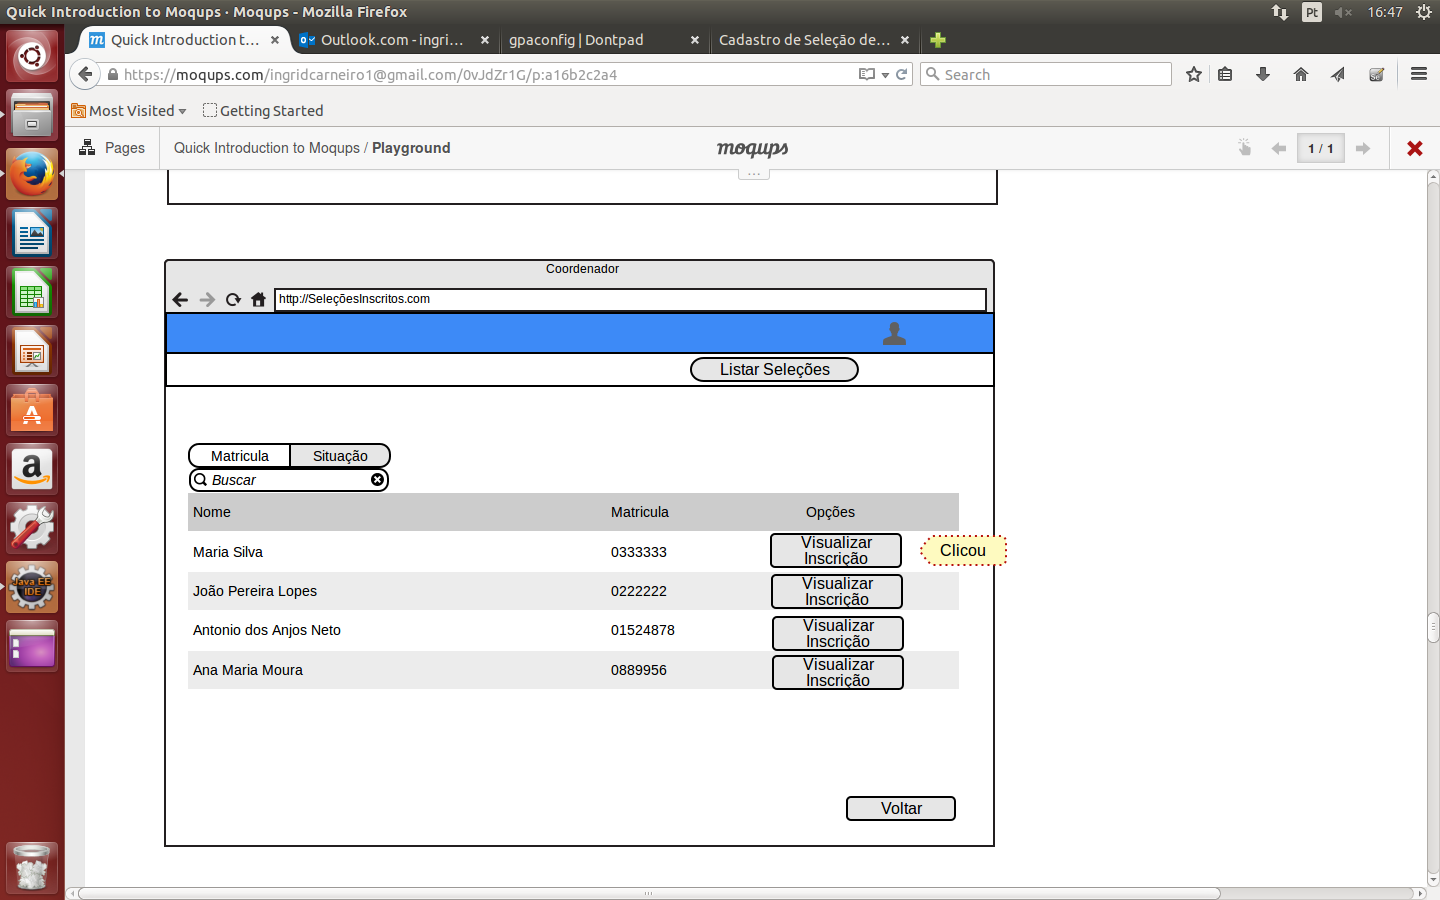 Quick Introduction to Moqups · Moqups - Mozilla Firefox
Pt
16:47
Quick Introduction t...
Outlook.com - ingri...
gpaconfig | Dontpad
Cadastro de Seleção de...
https://moqups.com/ingridcarneiro1@gmail.com/0vJdZr1G/p:a16b2c2a4
Search
Most Visited
Getting Started
Pages
Quick Introduction to Moqups / Playground
moqups
1 / 1
...
Coordenador
http://SeleçõesInscritos.com
Listar Seleções
Matricula
Situação
Buscar
Nome
Matricula
Opções
Maria Silva
0333333
Visualizar
Inscrição
Clicou
João Pereira Lopes
0222222
Visualizar
Inscrição
Antonio dos Anjos Neto
01524878
Visualizar
Inscrição
Ana Maria Moura
0889956
Visualizar
Inscrição
Voltar
Java EE
IDE